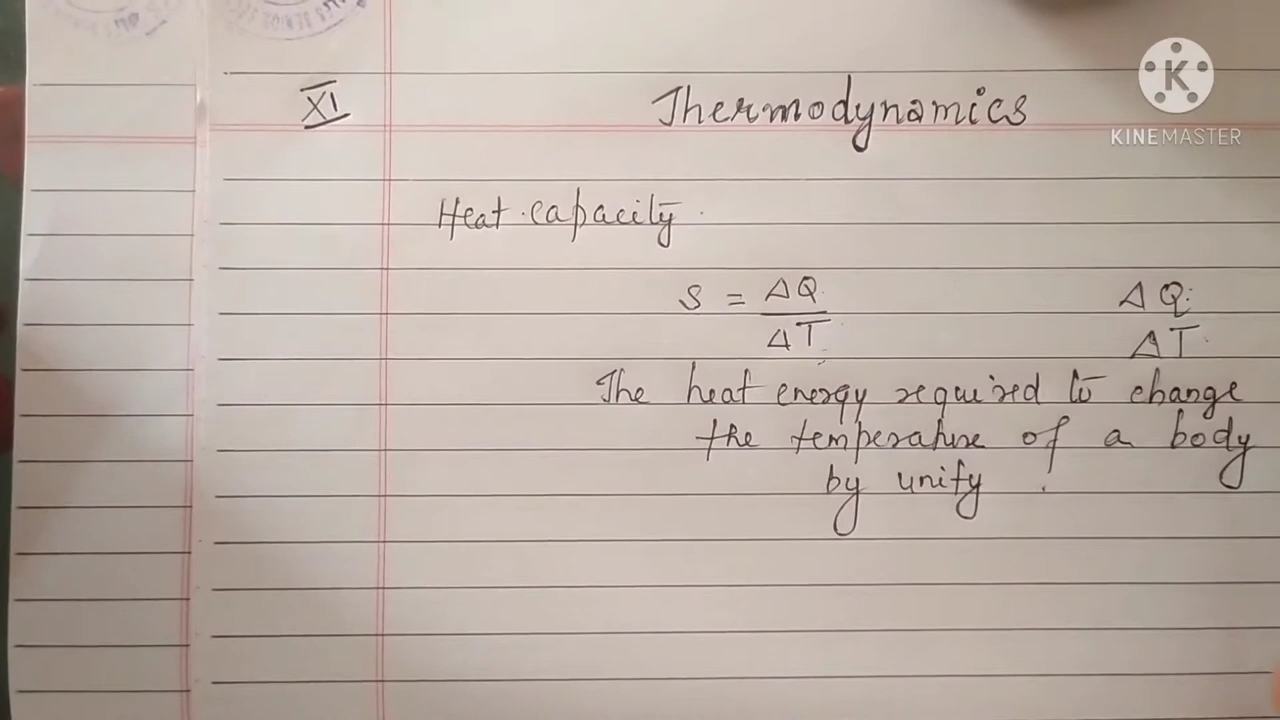 XI
Thermodynamics
K
KINEMASTER
Heat capacity.
S = ΔQ
ΔT
ΔQ
ΔT
The heat energy required to change
the temperature of a body
by unity.